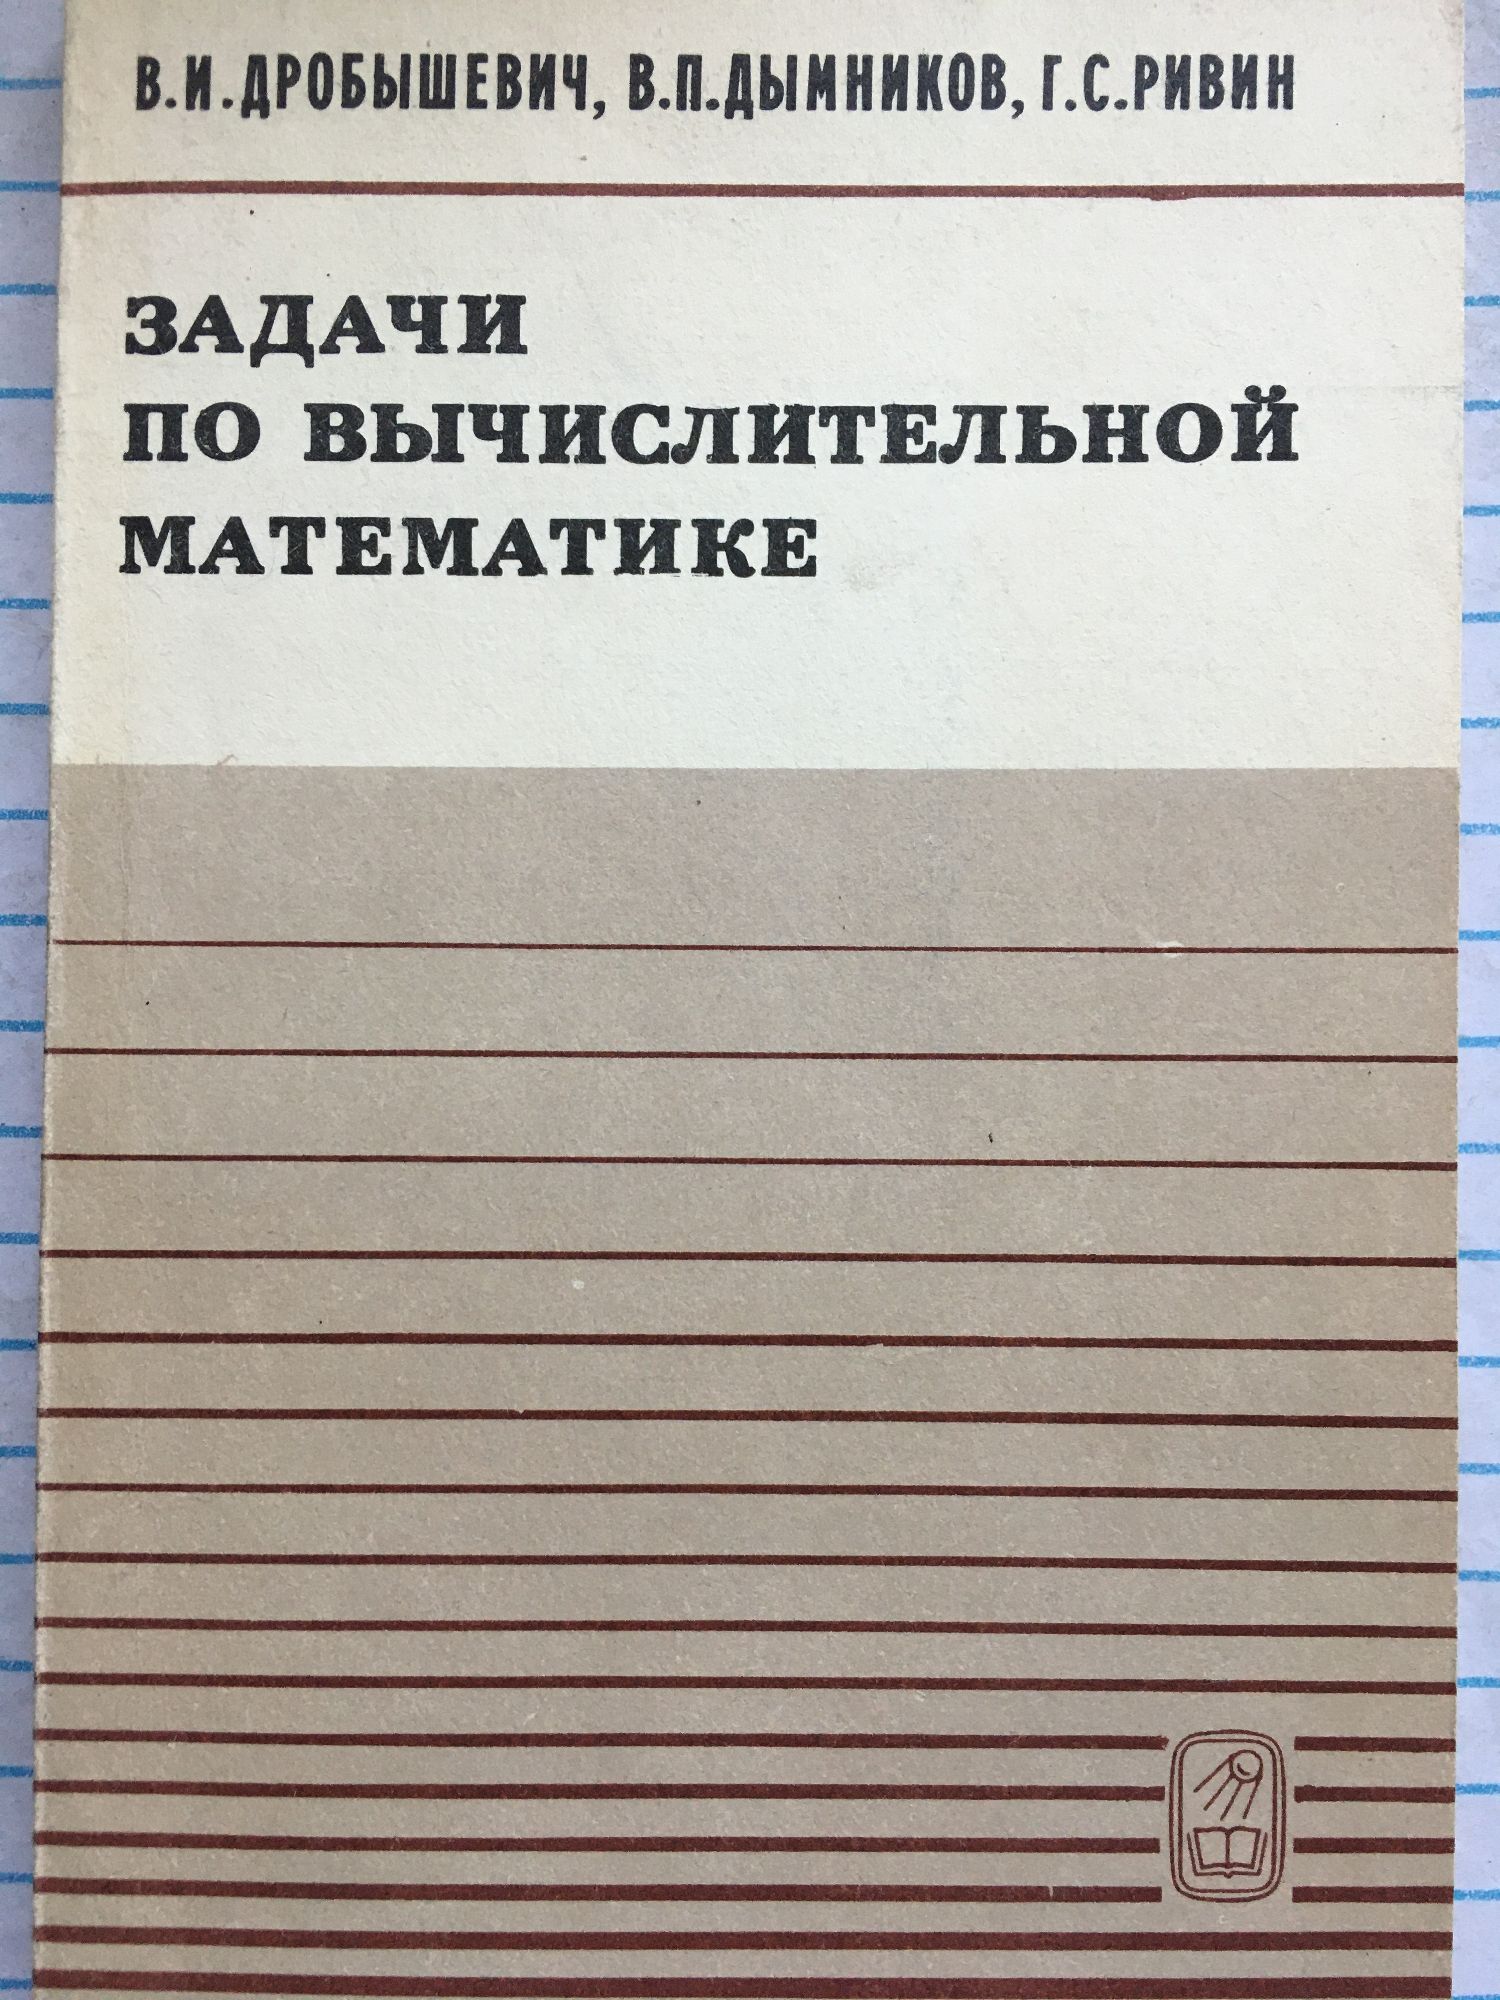 В.И.ДРОБЫШЕВИЧ, В.П.ДЫМНИКОВ, Г.С.РИВИН
ЗАДАЧИ
ПО ВЫЧИСЛИТЕЛЬНОЙ
МАТЕМАТИКЕ